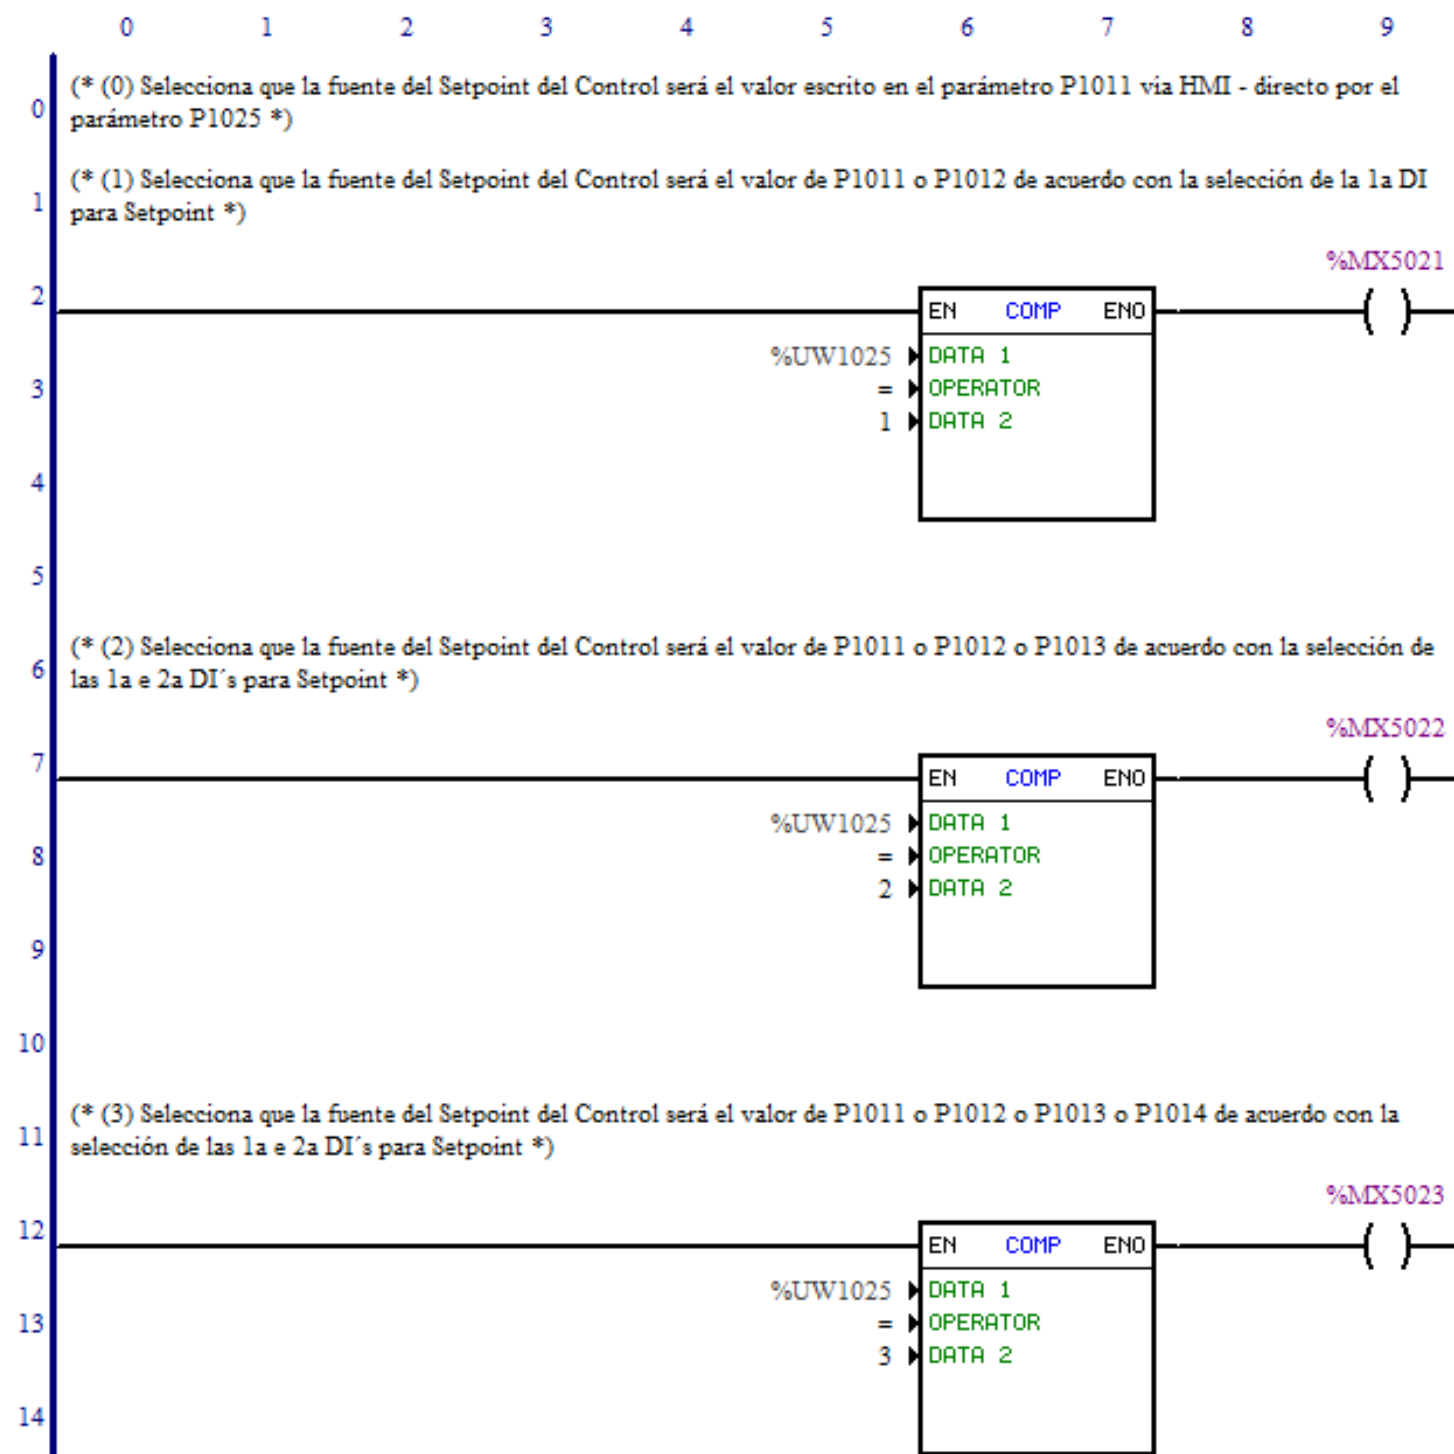 0 1 2 3 4 5 6 7 8 9
0
(* (0) Selecciona que la fuente del Setpoint del Control será el valor escrito en el parámetro P1011 via HMI - directo por el
parámetro P1025 *)
1
(* (1) Selecciona que la fuente del Setpoint del Control será el valor de P1011 o P1012 de acuerdo con la selección de la 1a DI
para Setpoint *)
%MX5021
2
EN COMP ENO
%UW1025 DATA 1
3
= OPERATOR
1 DATA 2
4
5
(* (2) Selecciona que la fuente del Setpoint del Control será el valor de P1011 o P1012 o P1013 de acuerdo con la selección de
6
las 1a e 2a DI´s para Setpoint *)
%MX5022
7
EN COMP ENO
%UW1025 DATA 1
8
= OPERATOR
2 DATA 2
9
10
(* (3) Selecciona que la fuente del Setpoint del Control será el valor de P1011 o P1012 o P1013 o P1014 de acuerdo con la
11
selección de las 1a e 2a DI´s para Setpoint *)
%MX5023
12
EN COMP ENO
%UW1025 DATA 1
13
= OPERATOR
3 DATA 2
14